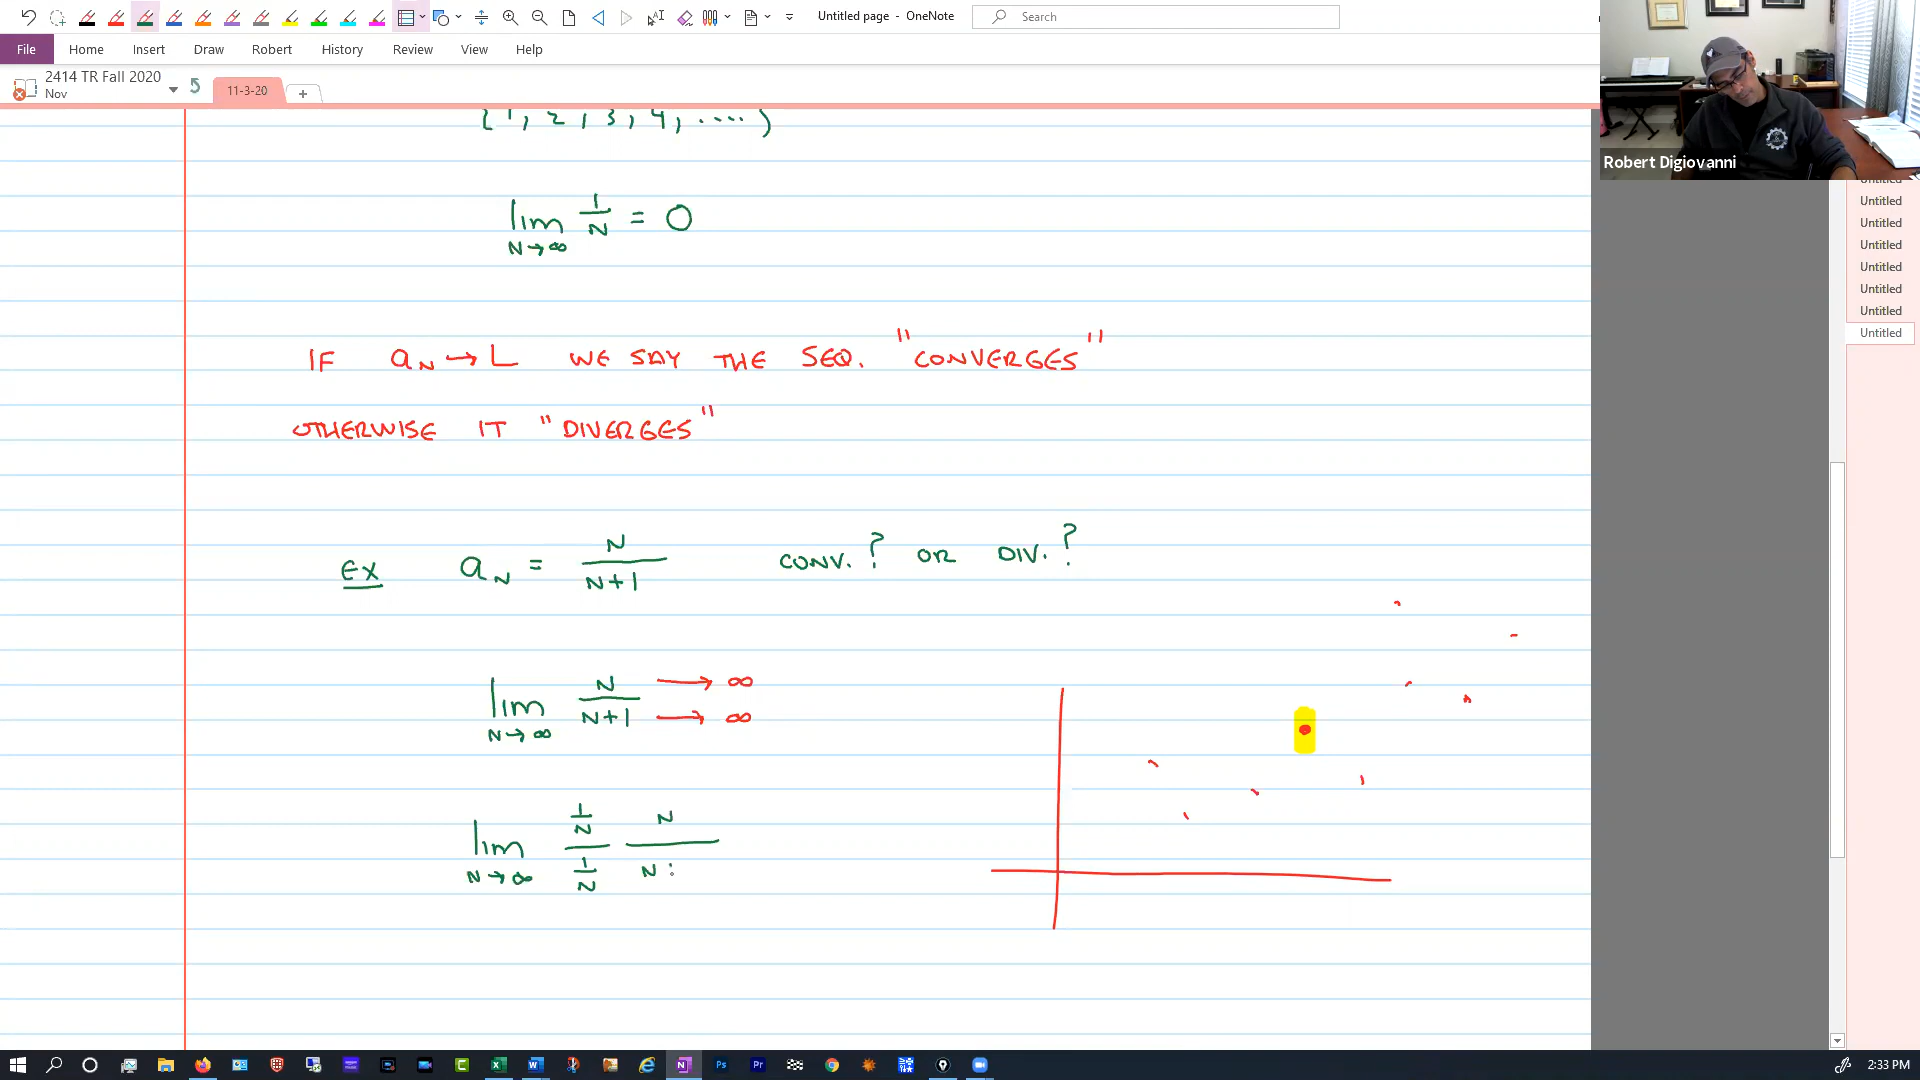 Untitled page - OneNote
Search
File Home Insert Draw Robert History Review View Help
2414 TR Fall 2020
Nov
11-3-20
+
Robert Digiovanni
Untitled
Untitled
Untitled
Untitled
Untitled
Untitled
Untitled
Untitled
{1, 2, 3, 4, ....}
lim 1/N = 0
N→∞
IF aN → L WE SAY THE SEQ. "CONVERGES"
OTHERWISE IT "DIVERGES"
EX aN = N/(N+1) CONV.? OR DIV.?
lim N/(N+1) → ∞ → ∞
N→∞
lim (1/N)/(1/N) N/N
N→∞
2:33 PM